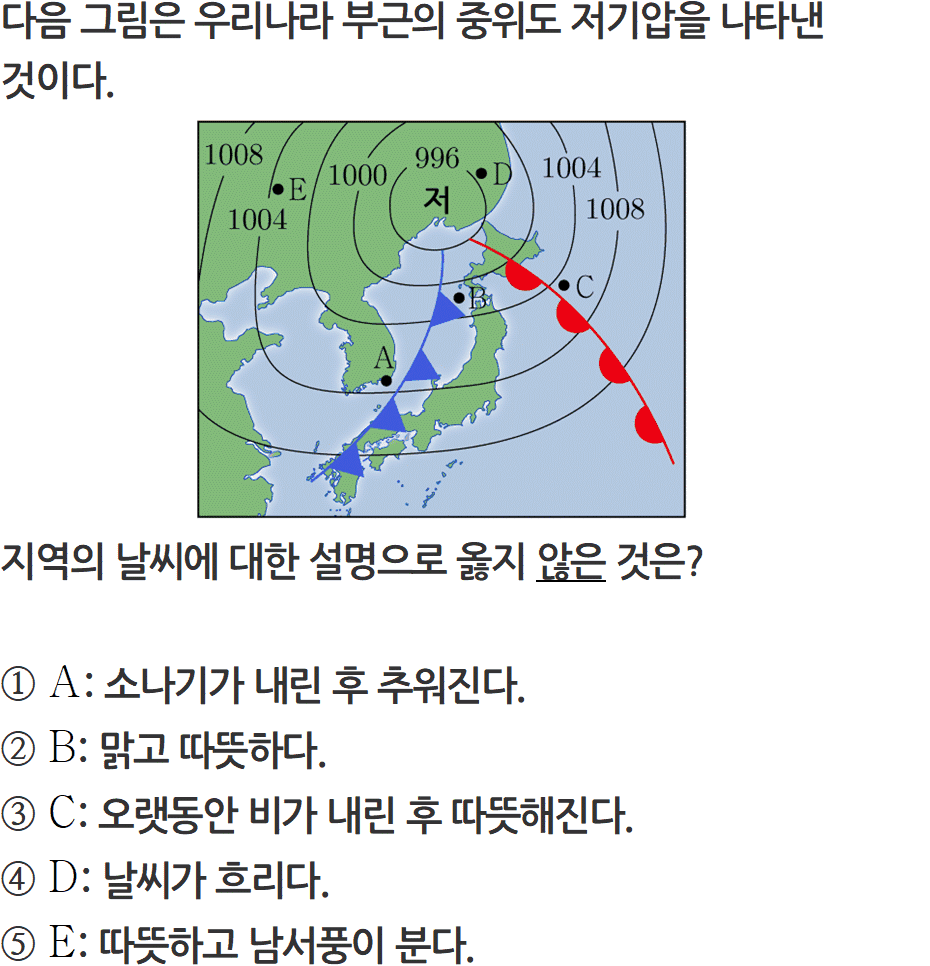 다음 그림은 우리나라 부근의 중위도 저기압을 나타낸
것이다.
1008
1000
996
1004
E
D
저
1004
1008
B
C
A
지역의 날씨에 대한 설명으로 옳지 않은 것은?
① A: 소나기가 내린 후 추워진다.
② B: 맑고 따뜻하다.
③ C: 오랫동안 비가 내린 후 따뜻해진다.
④ D: 날씨가 흐리다.
⑤ E: 따뜻하고 남서풍이 분다.